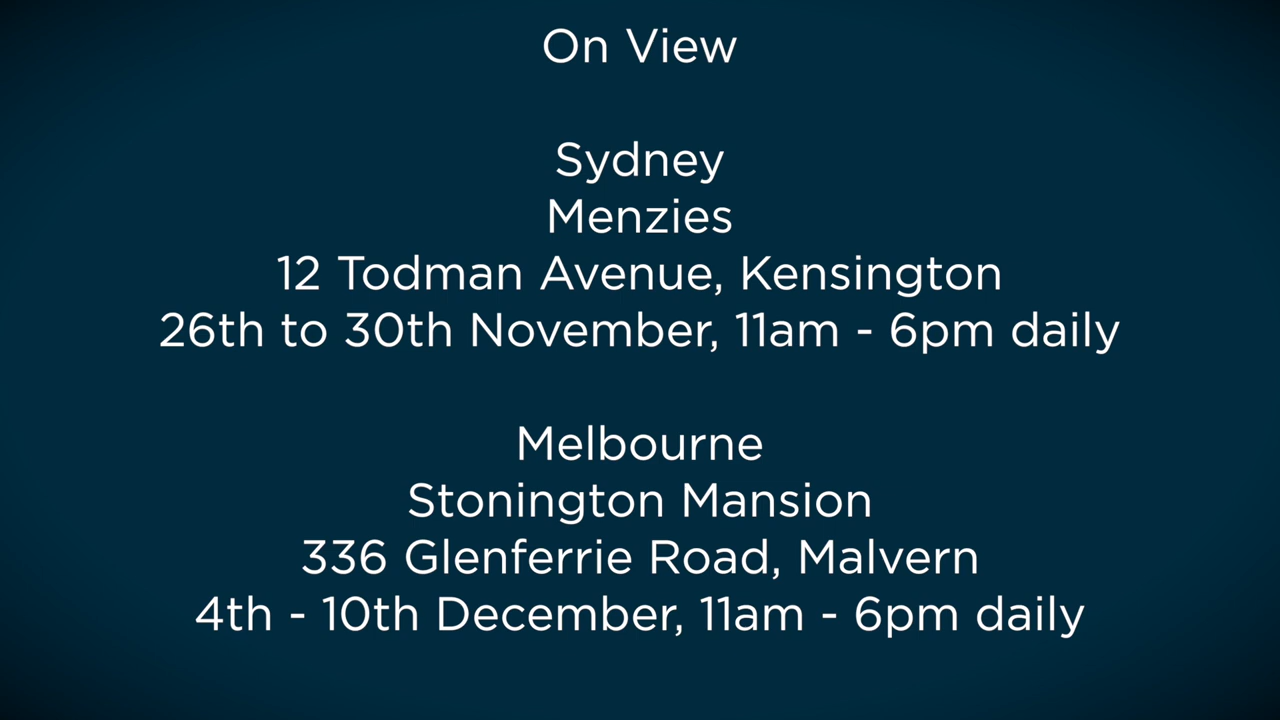 On View
Sydney
Menzies
12 Todman Avenue, Kensington
26th to 30th November, 11am - 6pm daily
Melbourne
Stonington Mansion
336 Glenferrie Road, Malvern
4th - 10th December, 11am - 6pm daily